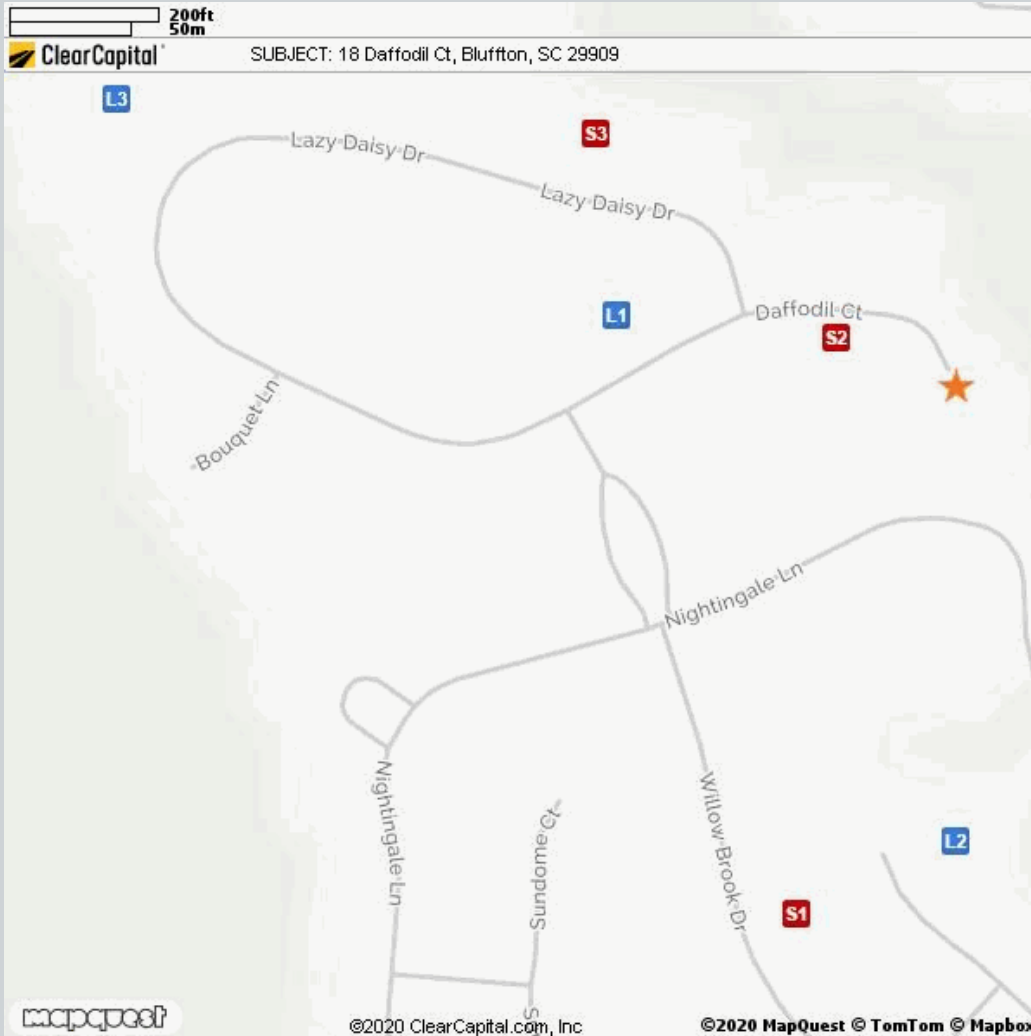 200ft
50m
ClearCapital
SUBJECT: 18 Daffodil Ct, Bluffton, SC 29909
L3
S3
Lazy Daisy Dr
Lazy Daisy Dr
L1
Daffodil Ct
S2
Bouquet Ln
Nightingale Ln
Nightingale Ln
Willow Brook Dr
Sundome Ct
L2
S1
S
mapquest
©2020 ClearCapital.com, Inc
©2020 MapQuest © TomTom © Mapbox